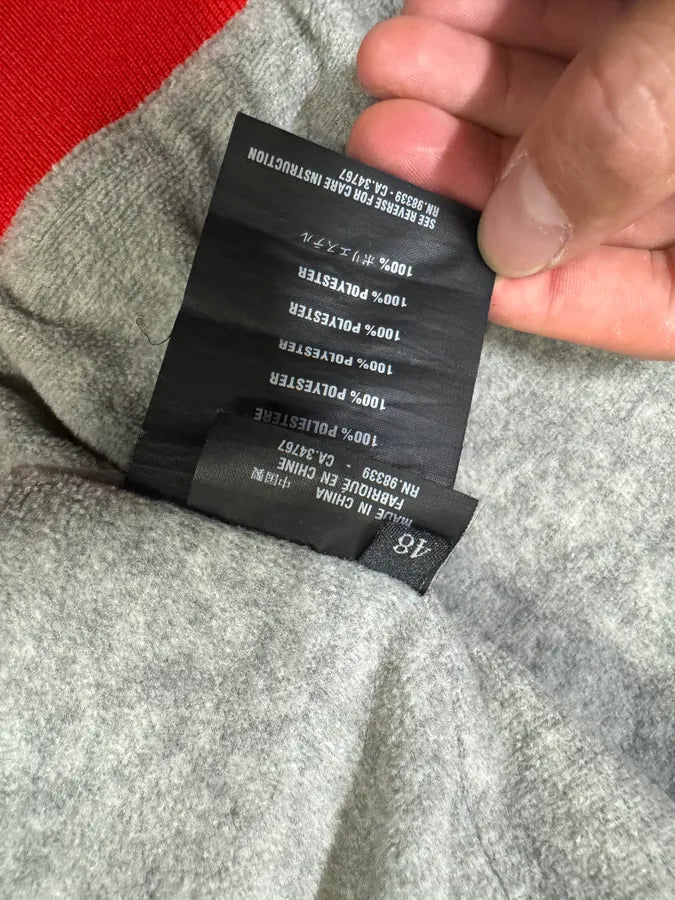 100% POLIESTERE
100% POLYESTER
100% POLYESTER
100% POLYESTER
100% POLYESTER
100% ポリエステル
RN.98339 - CA.34767
SEE REVERSE FOR CARE INSTRUCTION
48
MADE IN CHINA
FABRIQUÉ EN CHINE
中国製
RN.98339 - CA.34767